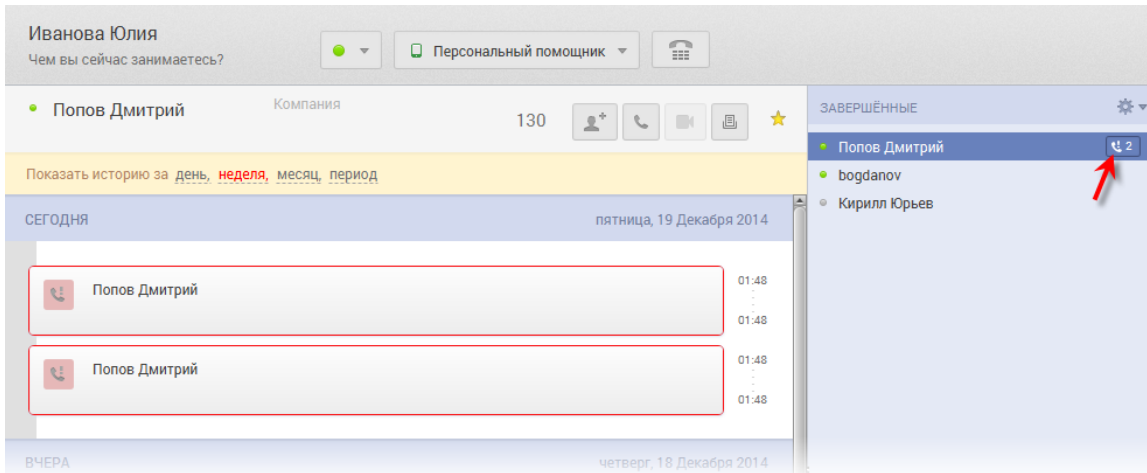 Иванова Юлия
Чем вы сейчас занимаетесь?
Персональный помощник
Попов Дмитрий
Компания
130
Показать историю за день, неделя, месяц, период
СЕГОДНЯ
пятница, 19 Декабря 2014
Попов Дмитрий
01:48
01:48
Попов Дмитрий
01:48
01:48
ВЧЕРА
четверг, 18 Декабря 2014
ЗАВЕРШЁННЫЕ
Попов Дмитрий
2
bogdanov
Кирилл Юрьев